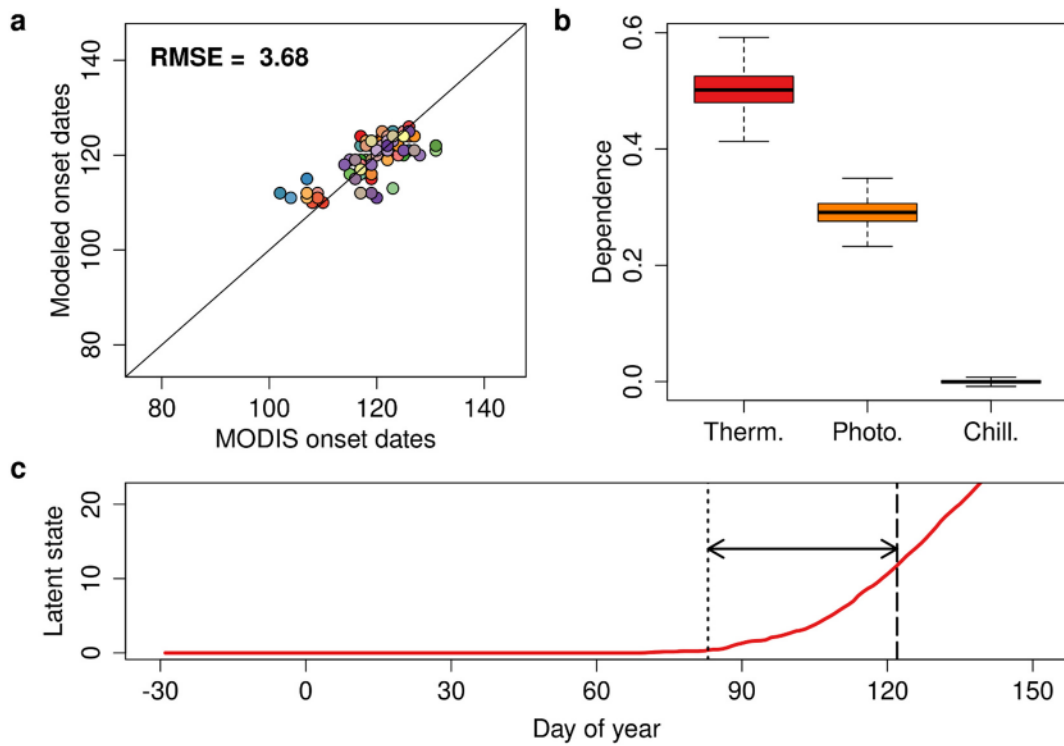 a
RMSE = 3.68
Modeled onset dates
80 100 120 140
80 100 120 140
MODIS onset dates
b
Dependence
0.0 0.2 0.4 0.6
Therm. Photo. Chill.
c
Latent state
0 10 20
-30 0 30 60 90 120 150
Day of year